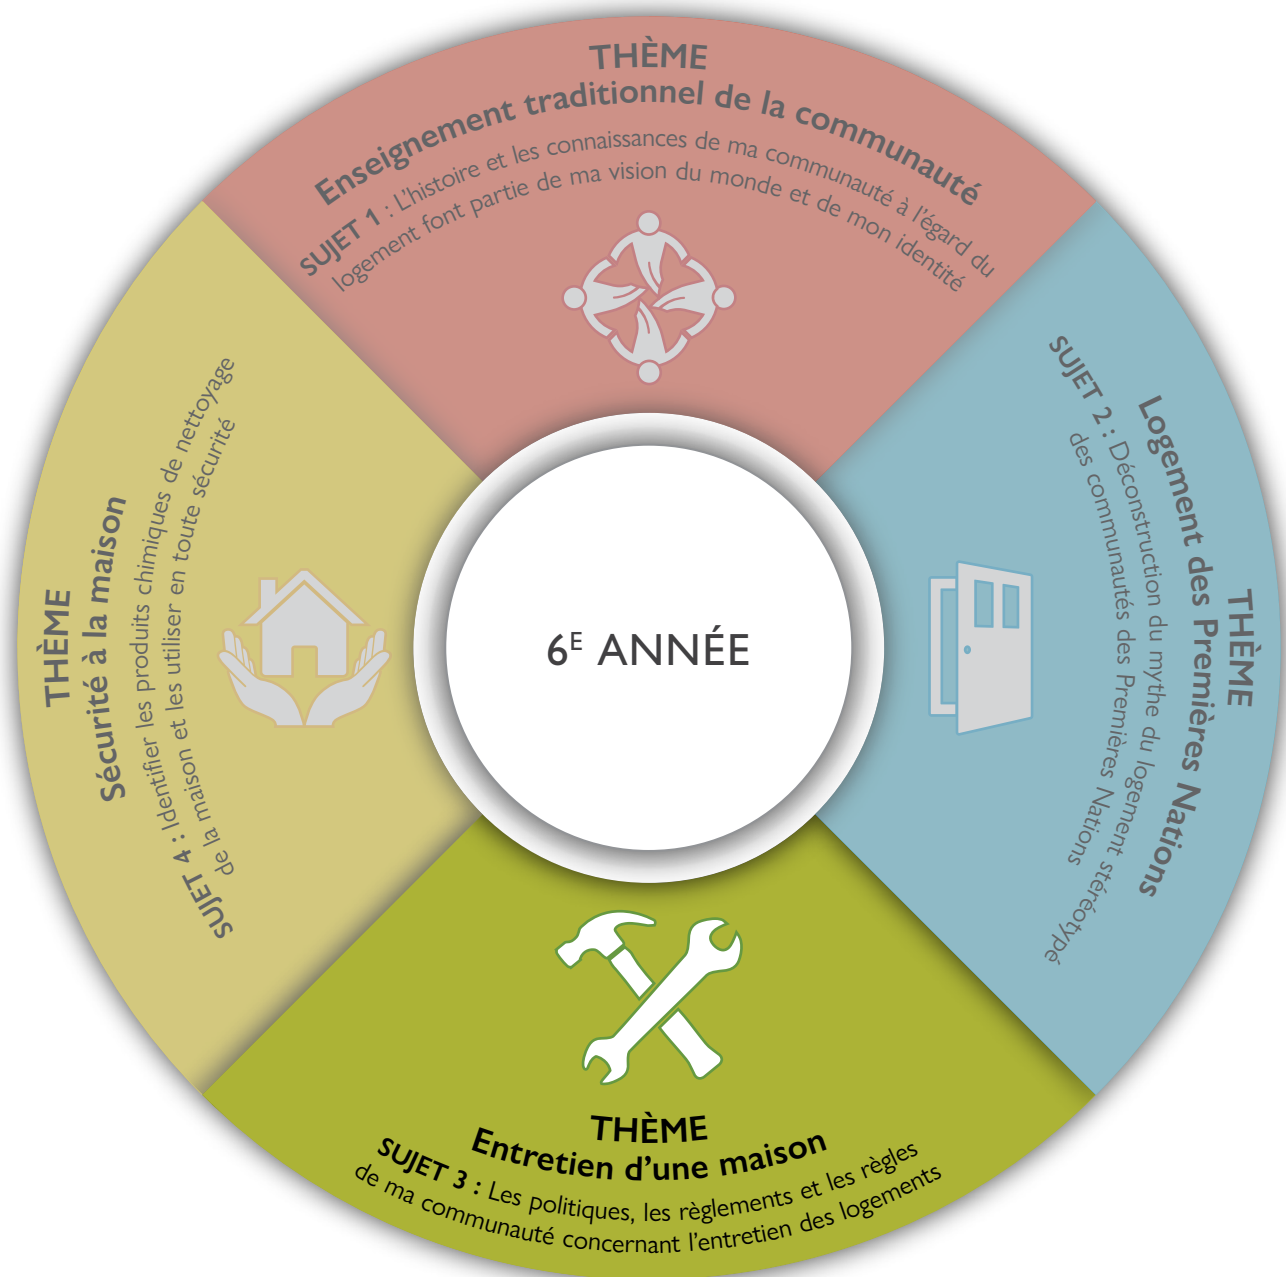 THÈME
Enseignement traditionnel de la communauté
SUJET 1 : L'histoire et les connaissances de ma communauté à l'égard du
logement font partie de ma vision du monde et de mon identité
THÈME
Logement des Premières Nations
SUJET 2 : Déconstruction du mythe du logement stéréotypé
des communautés des Premières Nations
THÈME
Entretien d'une maison
SUJET 3 : Les politiques, les règlements et les règles
de ma communauté concernant l'entretien des logements
THÈME
Sécurité à la maison
SUJET 4 : Identifier les produits chimiques de nettoyage
de la maison et les utiliser en toute sécurité
6E ANNÉE